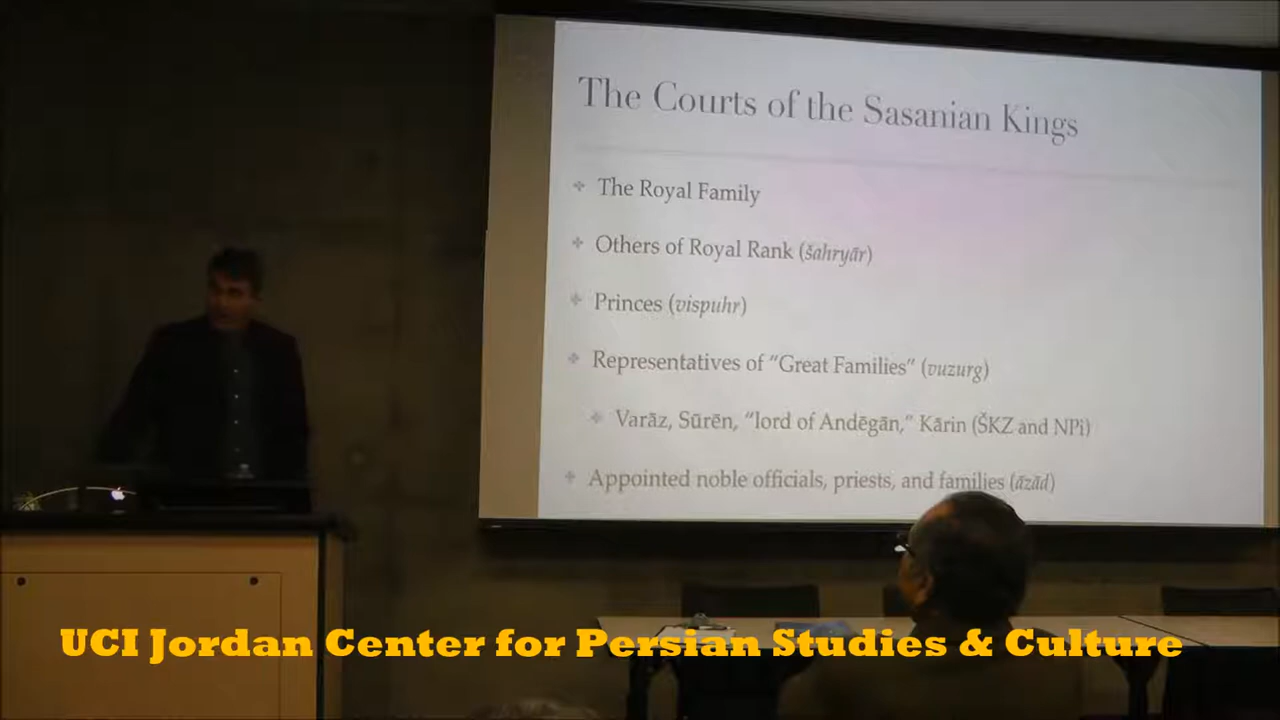 The Courts of the Sasanian Kings
The Royal Family
Others of Royal Rank (šahryār)
Princes (vispuhr)
Representatives of “Great Families” (vuzurg)
Varāz, Sūrēn, “lord of Andēgān,” Kārin (ŠKZ and NPi)
Appointed noble officials, priests, and families (āzād)
UCI Jordan Center for Persian Studies & Culture